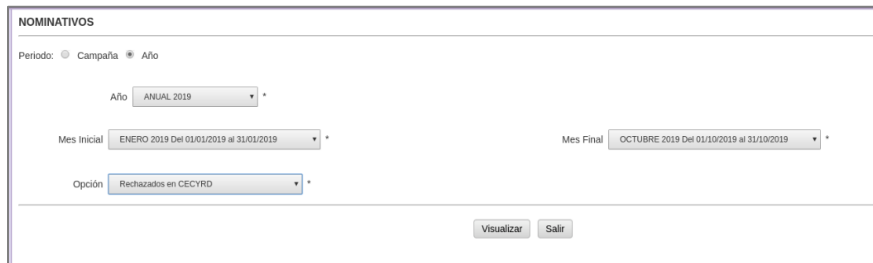 NOMINATIVOS
Periodo: Campaña Año
Año ANUAL 2019 *
Mes Inicial ENERO 2019 Del 01/01/2019 al 31/01/2019 * Mes Final OCTUBRE 2019 Del 01/10/2019 al 31/10/2019 *
Opción Rechazados en CECYRD *
Visualizar Salir